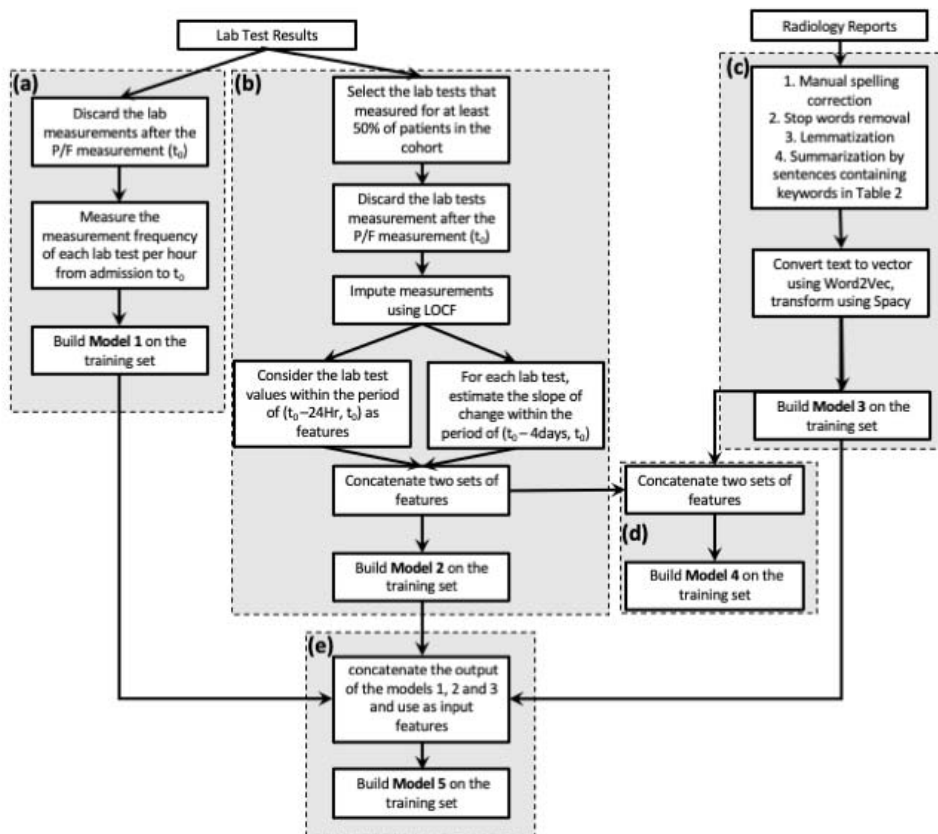 Lab Test Results
Radiology Reports
(a)
Discard the lab
measurements after the
P/F measurement (t₀)
Measure the
measurement frequency
of each lab test per hour
from admission to t₀
Build Model 1 on the
training set
(b)
Select the lab tests that
measured for at least
50% of patients in the
cohort
Discard the lab tests
measurement after the
P/F measurement (t₀)
Impute measurements
using LOCF
Consider the lab test
values within the period
of (t₀–24Hr, t₀) as
features
For each lab test,
estimate the slope of
change within the
period of (t₀– 4days, t₀)
Concatenate two sets of
features
Build Model 2 on the
training set
(c)
1. Manual spelling
correction
2. Stop words removal
3. Lemmatization
4. Summarization by
sentences containing
keywords in Table 2
Convert text to vector
using Word2Vec,
transform using Spacy
Build Model 3 on the
training set
Concatenate two sets of
features
(d)
Build Model 4 on the
training set
(e)
concatenate the output
of the models 1, 2 and 3
and use as input
features
Build Model 5 on the
training set